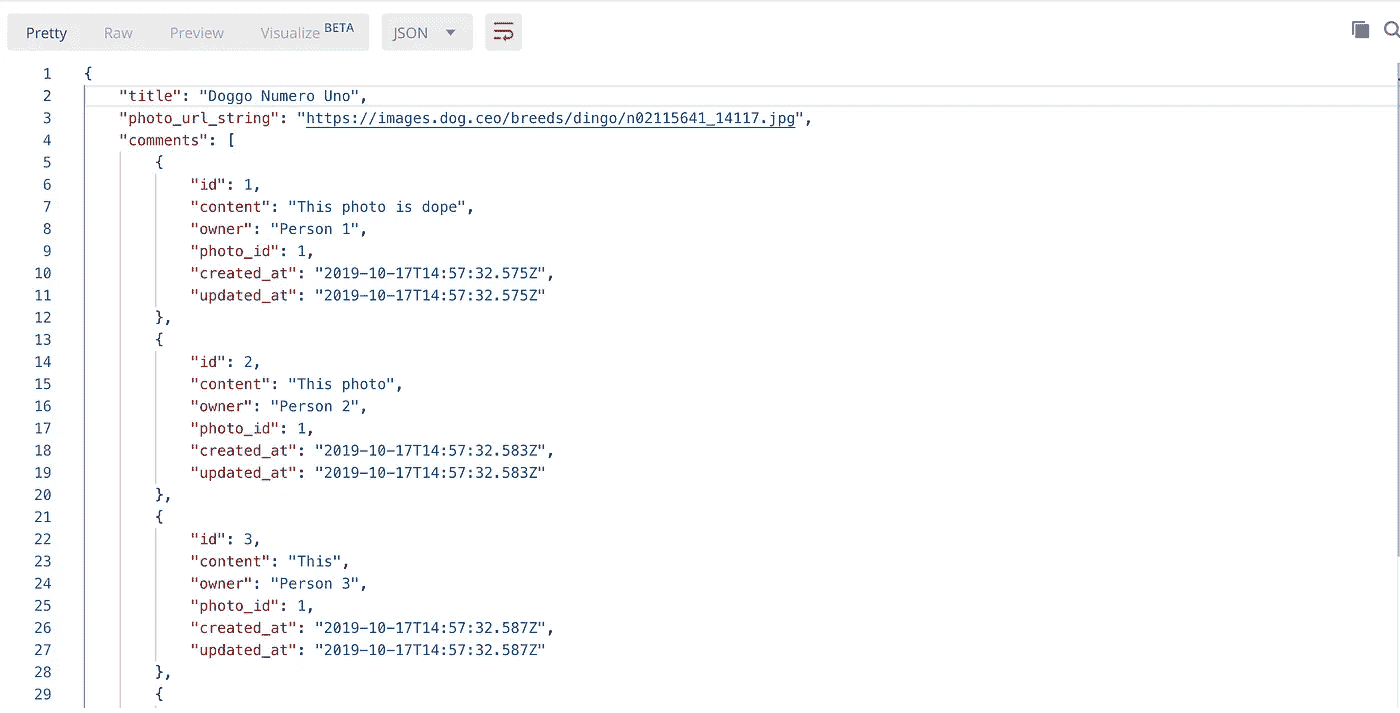 Pretty Raw Preview Visualize BETA JSON
1 {
2 "title": "Doggo Numero Uno",
3 "photo_url_string": "https://images.dog.ceo/breeds/dingo/n02115641_14117.jpg",
4 "comments": [
5 {
6 "id": 1,
7 "content": "This photo is dope",
8 "owner": "Person 1",
9 "photo_id": 1,
10 "created_at": "2019-10-17T14:57:32.575Z",
11 "updated_at": "2019-10-17T14:57:32.575Z"
12 },
13 {
14 "id": 2,
15 "content": "This photo",
16 "owner": "Person 2",
17 "photo_id": 1,
18 "created_at": "2019-10-17T14:57:32.583Z",
19 "updated_at": "2019-10-17T14:57:32.583Z"
20 },
21 {
22 "id": 3,
23 "content": "This",
24 "owner": "Person 3",
25 "photo_id": 1,
26 "created_at": "2019-10-17T14:57:32.587Z",
27 "updated_at": "2019-10-17T14:57:32.587Z"
28 },
29 {